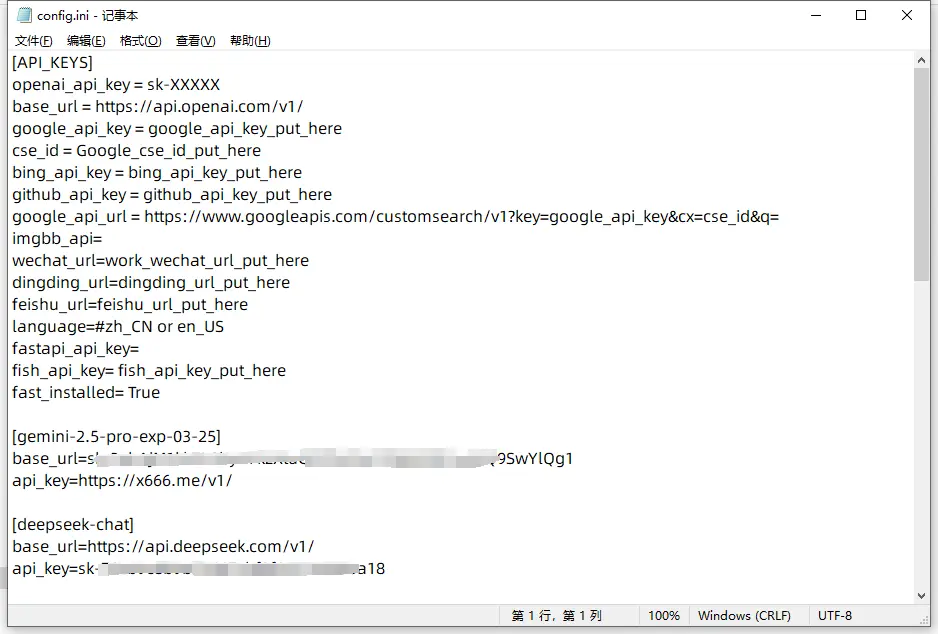 config.ini - 记事本
文件(F) 编辑(E) 格式(O) 查看(V) 帮助(H)
[API_KEYS]
openai_api_key = sk-XXXXX
base_url = https://api.openai.com/v1/
google_api_key = google_api_key_put_here
cse_id = Google_cse_id_put_here
bing_api_key = bing_api_key_put_here
github_api_key = github_api_key_put_here
google_api_url = https://www.googleapis.com/customsearch/v1?key=google_api_key&cx=cse_id&q=
imgbb_api=
wechat_url=work_wechat_url_put_here
dingding_url=dingding_url_put_here
feishu_url=feishu_url_put_here
language=#zh_CN or en_US
fastapi_api_key=
fish_api_key= fish_api_key_put_here
fast_installed= True
[gemini-2.5-pro-exp-03-25]
base_url=s 9SwYlQg1
api_key=https://x666.me/v1/
[deepseek-chat]
base_url=https://api.deepseek.com/v1/
api_key=sk- a18
第 1 行，第 1 列 100% Windows (CRLF) UTF-8